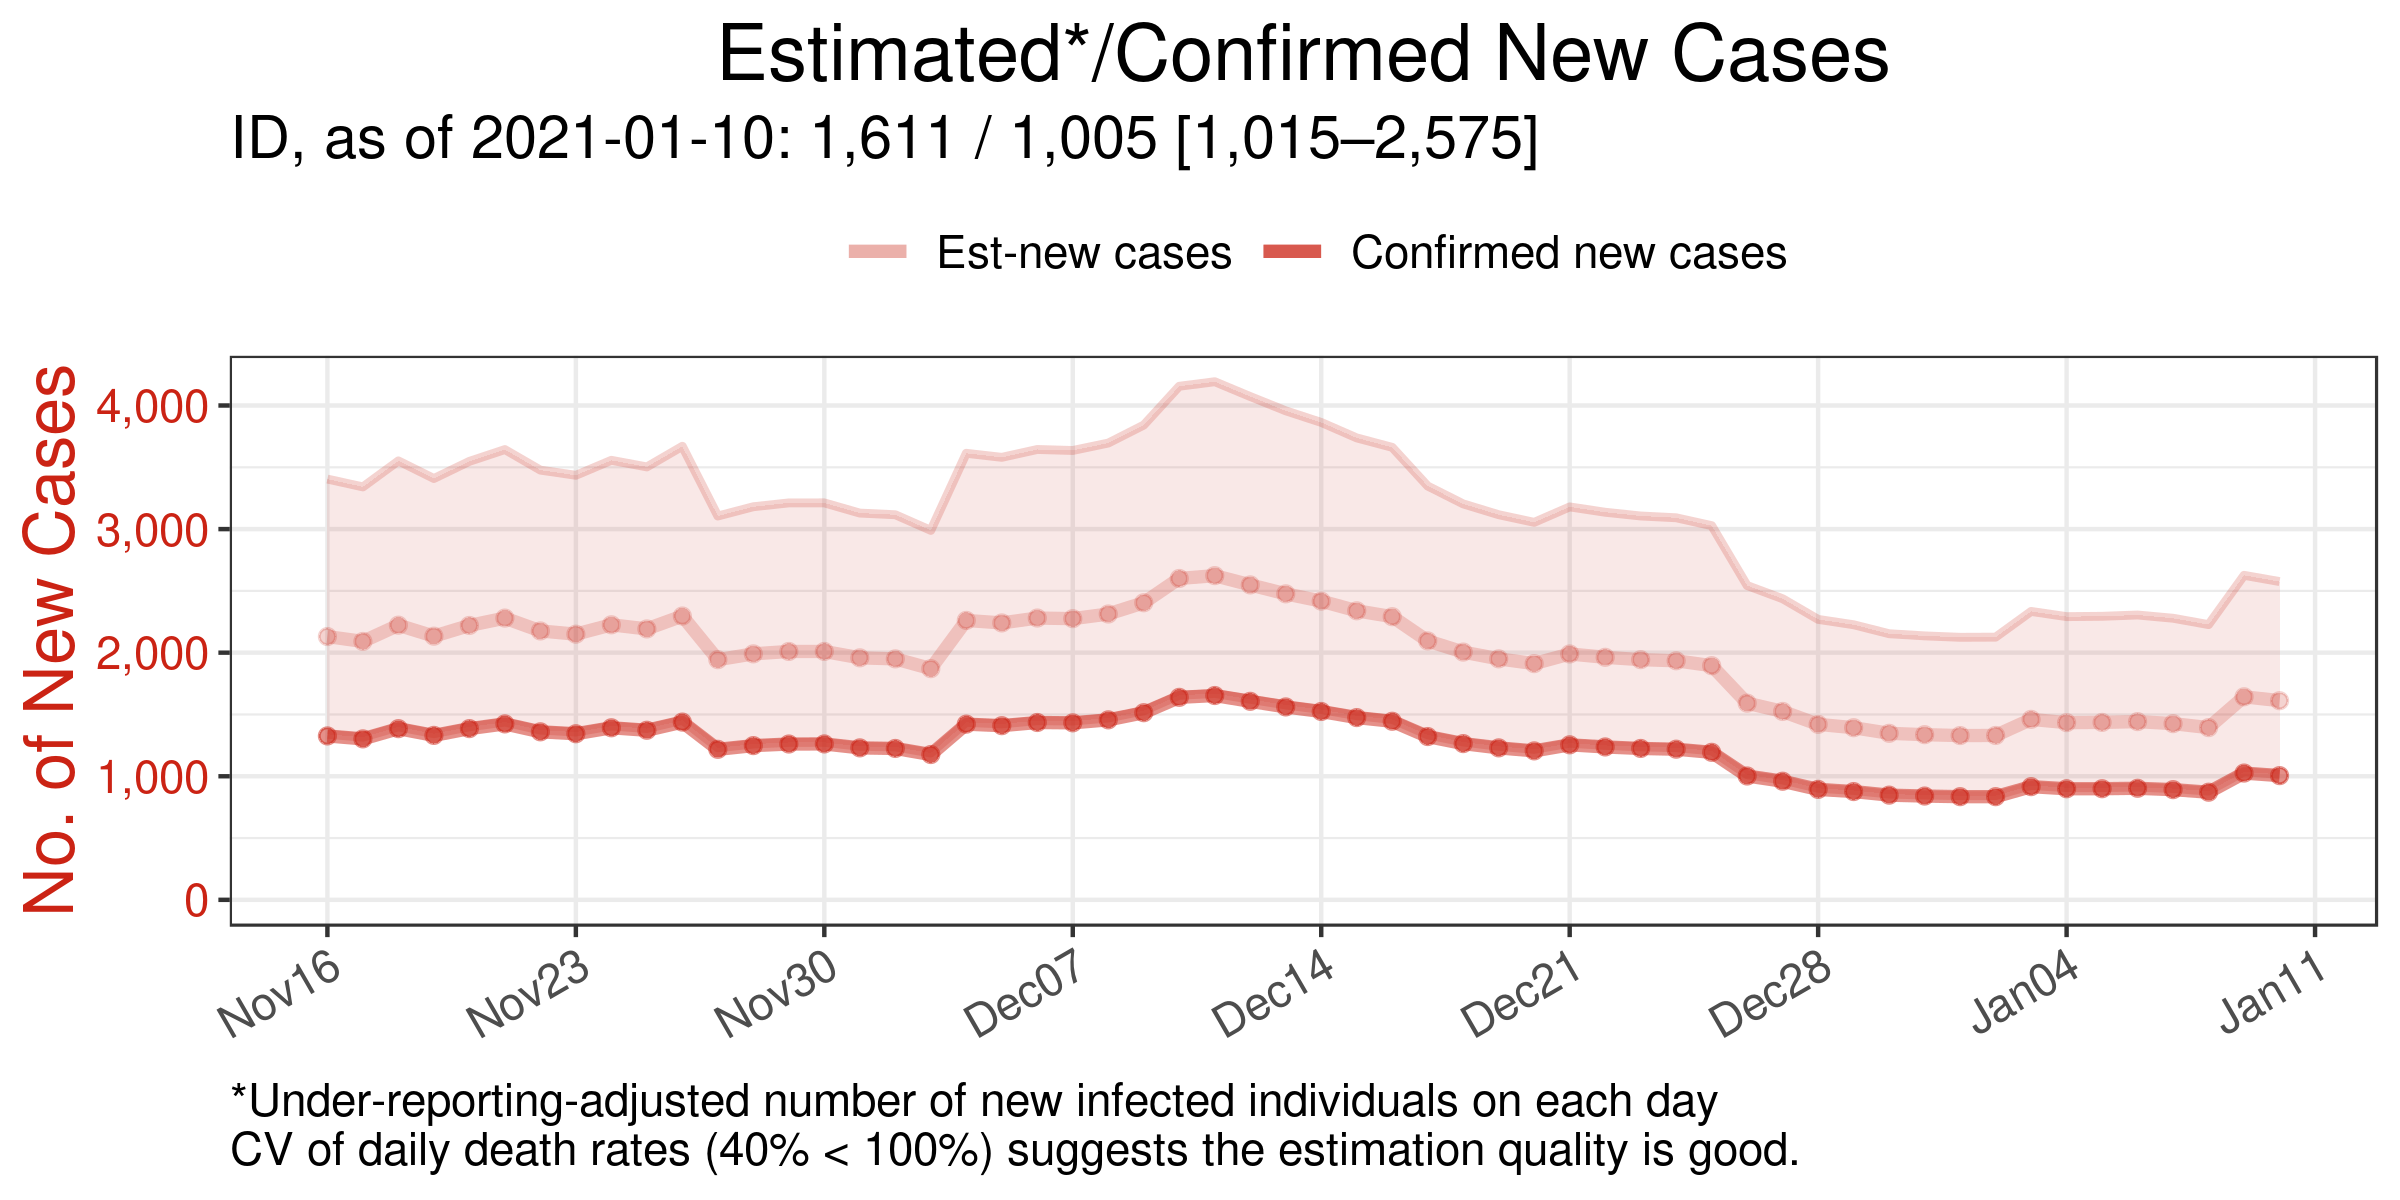 Estimated*/Confirmed New Cases
ID, as of 2021-01-10: 1,611 / 1,005 [1,015–2,575]
Est-new cases
Confirmed new cases
No. of New Cases
4,000
3,000
2,000
1,000
0
Nov16
Nov23
Nov30
Dec07
Dec14
Dec21
Dec28
Jan04
Jan11
*Under-reporting-adjusted number of new infected individuals on each day
CV of daily death rates (40% < 100%) suggests the estimation quality is good.